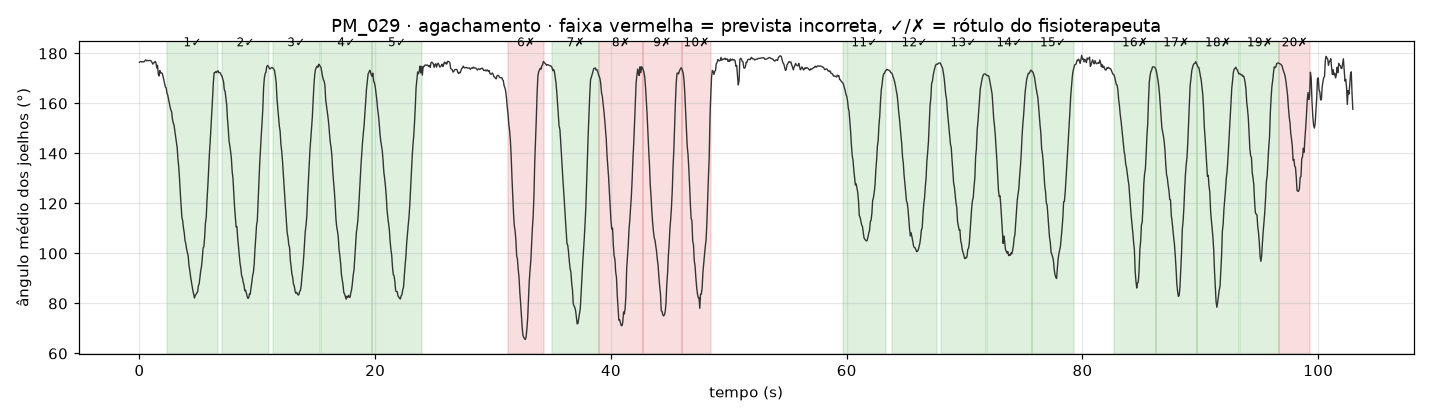 PM_029 · agachamento · faixa vermelha = prevista incorreta, ✓/✗ = rótulo do fisioterapeuta
1✓ 2✓ 3✓ 4✓ 5✓ 6✗ 7✗ 8✗ 9✗ 10✗ 11✓ 12✓ 13✓ 14✓ 15✓ 16✗ 17✗ 18✗ 19✗ 20✗
180
160
140
120
100
80
60
ângulo médio dos joelhos (°)
0 20 40 60 80 100
tempo (s)